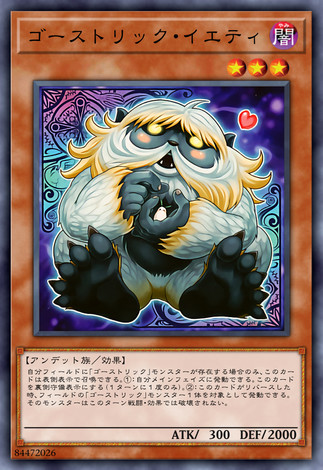 ゴーストリック・イエティ
やみ
闇
【アンデット族／効果】
自分フィールドに「ゴーストリック」モンスターが存在する場合のみ、このカー
ドは表側表示で召喚できる。①：自分メインフェイズに発動できる。このカード
を裏側守備表示にする（１ターンに１度のみ）。②：このカードがリバースした
時、フィールドの「ゴーストリック」モンスター１体を対象として発動できる。
そのモンスターはこのターン戦闘・効果では破壊されない。
ATK/ 300 DEF/2000
84472026